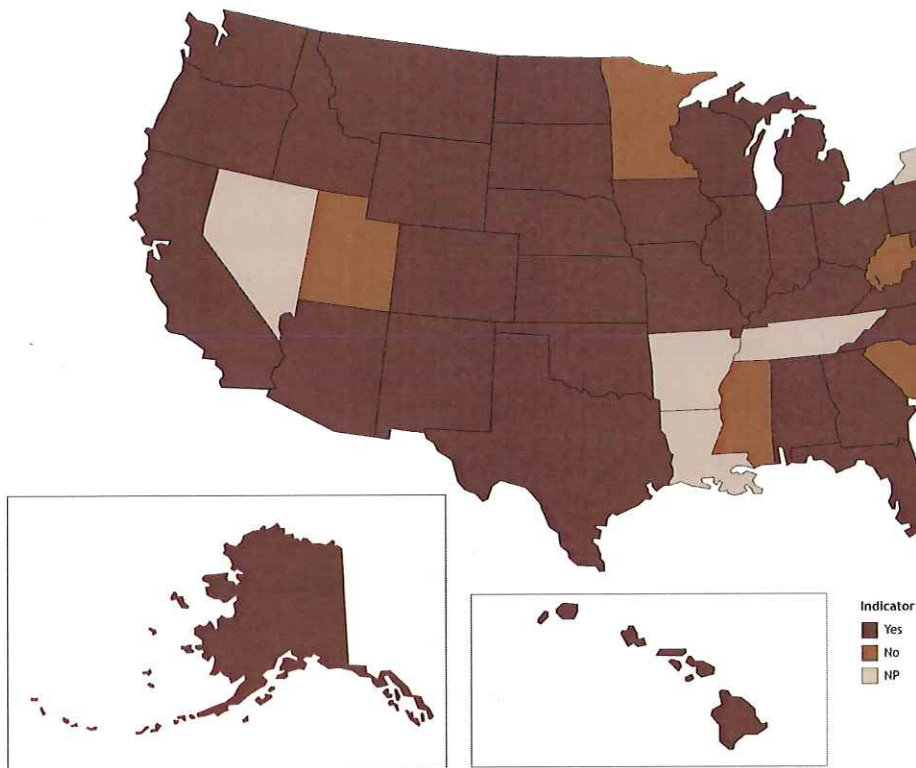 Indicator
Yes
No
NP